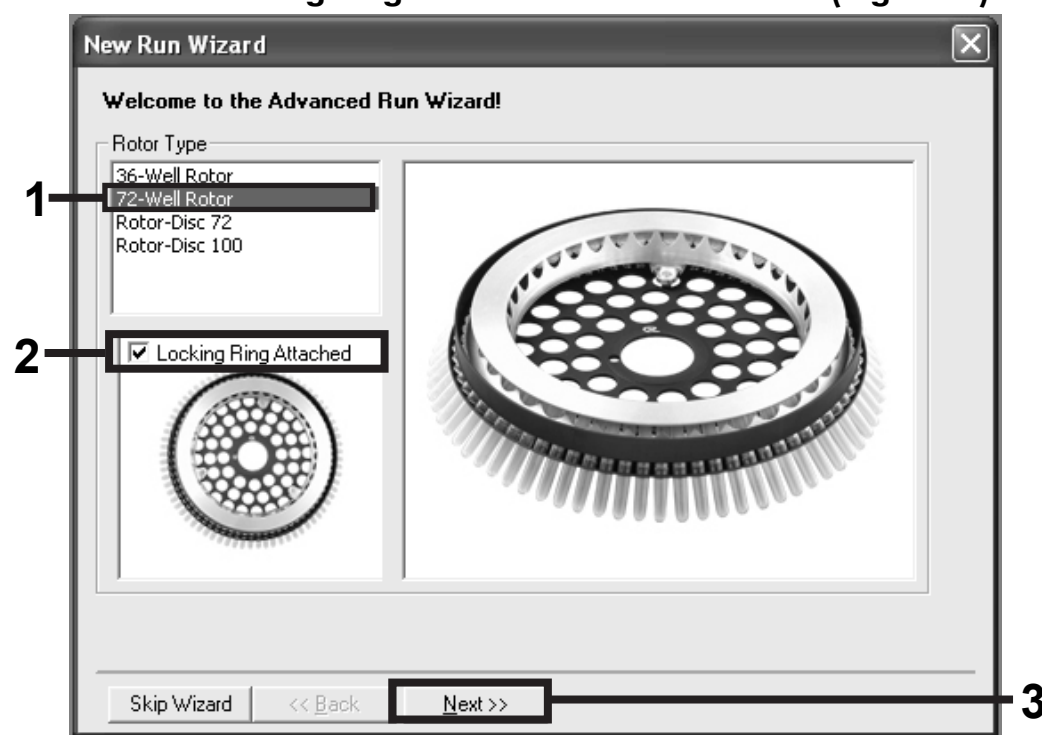 New Run Wizard
Welcome to the Advanced Run Wizard!
Rotor Type
36-Well Rotor
1
72-Well Rotor
Rotor-Disc 72
Rotor-Disc 100
2
Locking Ring Attached
Skip Wizard
<< Back
Next >>
3